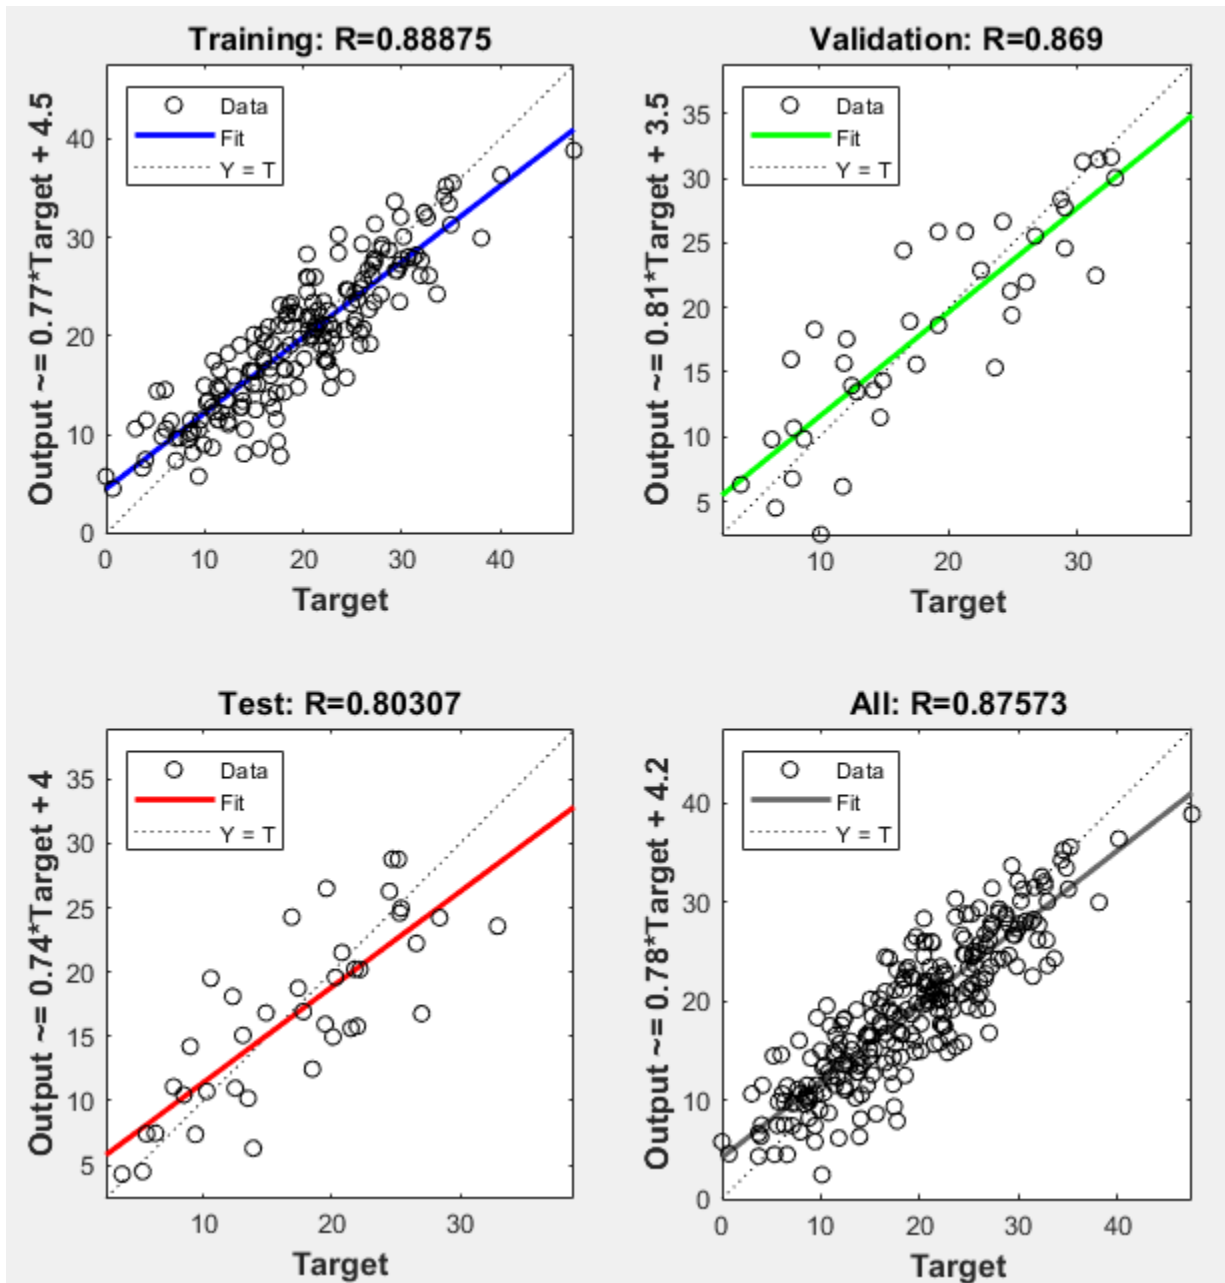 Training: R=0.88875
Output ~= 0.77*Target + 4.5
Data
Fit
Y = T
40
30
20
10
0
0 10 20 30 40
Target
Validation: R=0.869
Output ~= 0.81*Target + 3.5
Data
Fit
Y = T
35
30
25
20
15
10
5
10 20 30
Target
Test: R=0.80307
Output ~= 0.74*Target + 4
Data
Fit
Y = T
35
30
25
20
15
10
5
10 20 30
Target
All: R=0.87573
Output ~= 0.78*Target + 4.2
Data
Fit
Y = T
40
30
20
10
0
0 10 20 30 40
Target